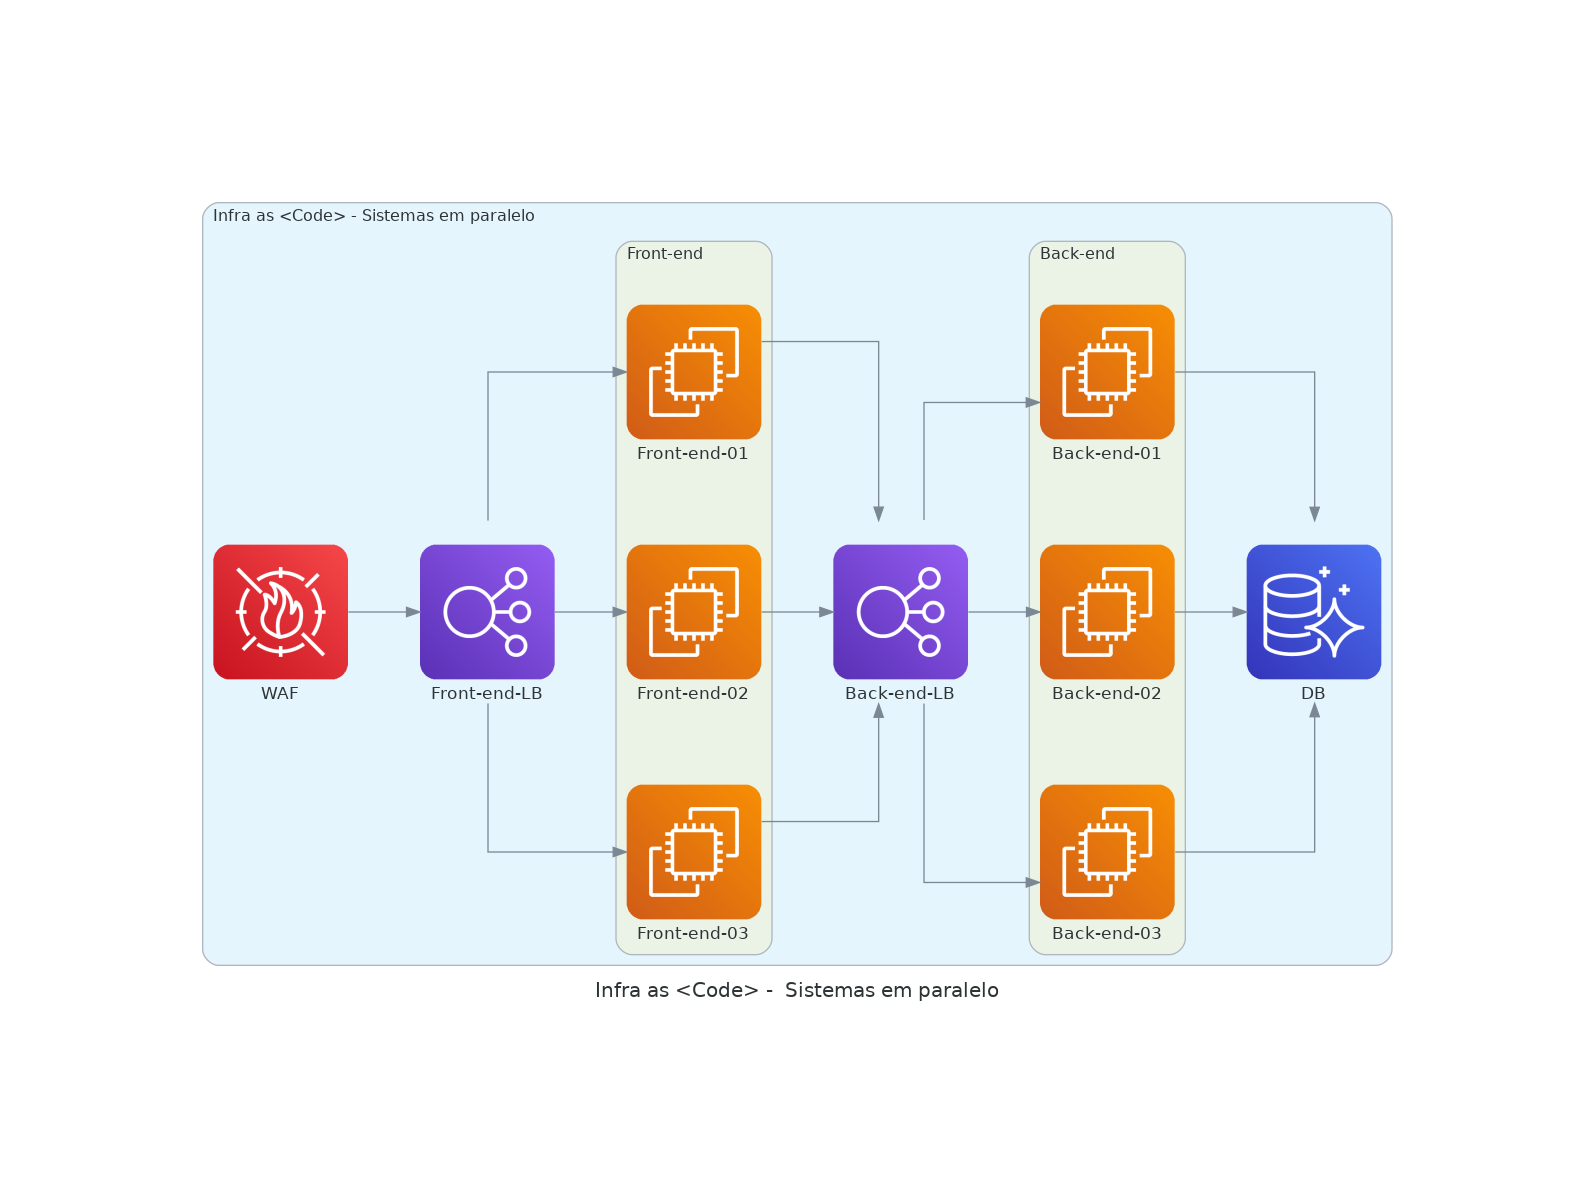 Infra as <Code> - Sistemas em paralelo
Front-end
Back-end
Front-end-01
Back-end-01
WAF
Front-end-LB
Front-end-02
Back-end-LB
Back-end-02
DB
Front-end-03
Back-end-03
Infra as <Code> -  Sistemas em paralelo